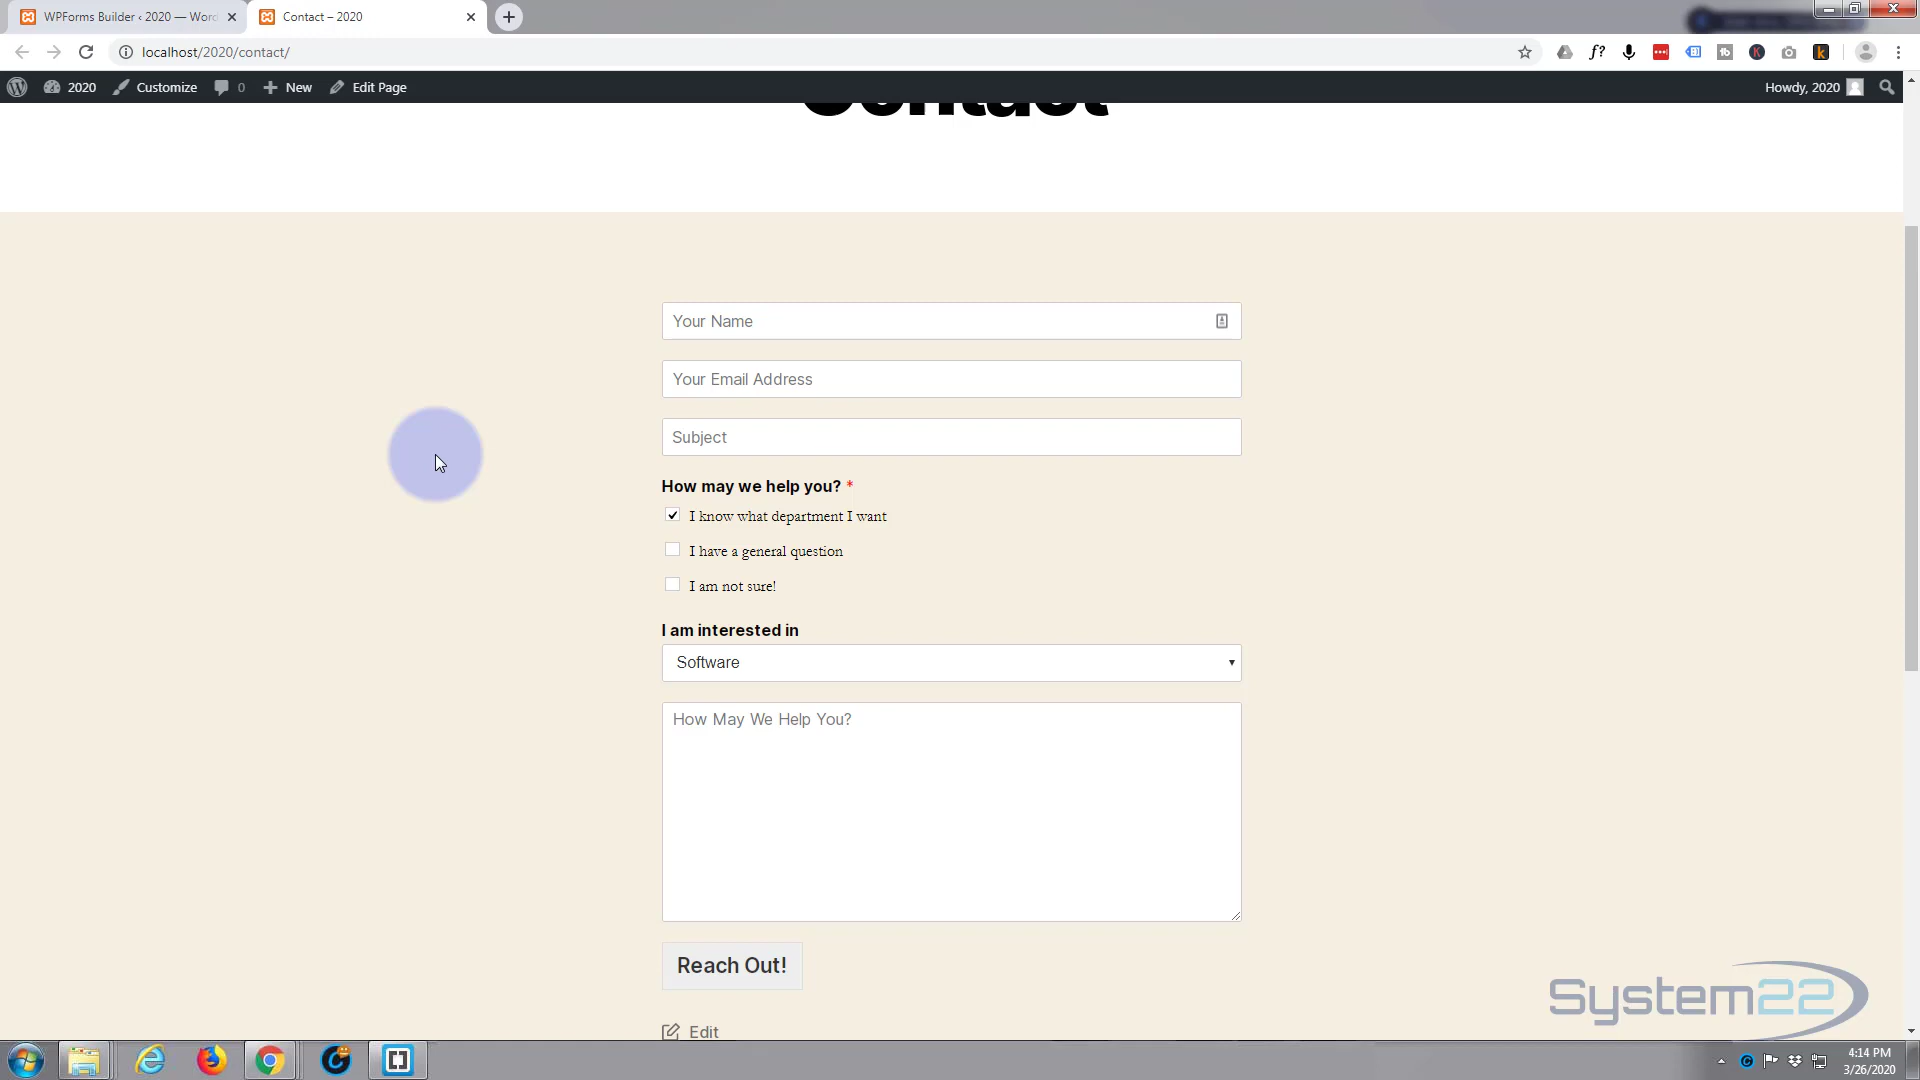 WPForms Builder ‹ 2020 — Word
Contact – 2020
localhost/2020/contact/
2020
Customize
0
New
Edit Page
Howdy, 2020
Contact
Your Name
Your Email Address
Subject
How may we help you? *
I know what department I want
I have a general question
I am not sure!
I am interested in
Software
How May We Help You?
Reach Out!
Edit
System22
4:14 PM
3/26/2020